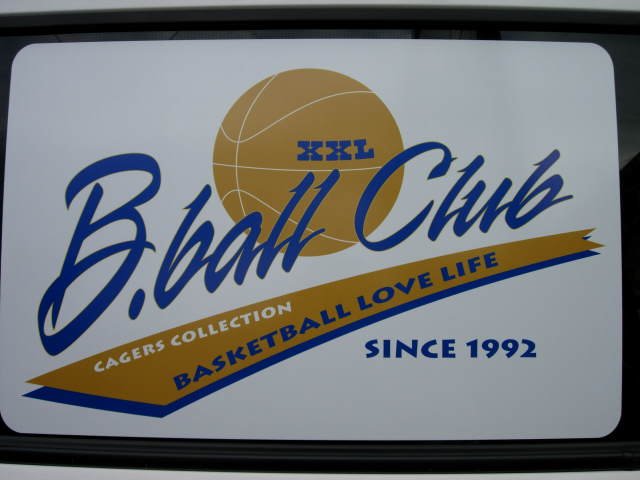 XXL
B.ball Club
CAGERS COLLECTION
BASKETBALL LOVE LIFE
SINCE 1992